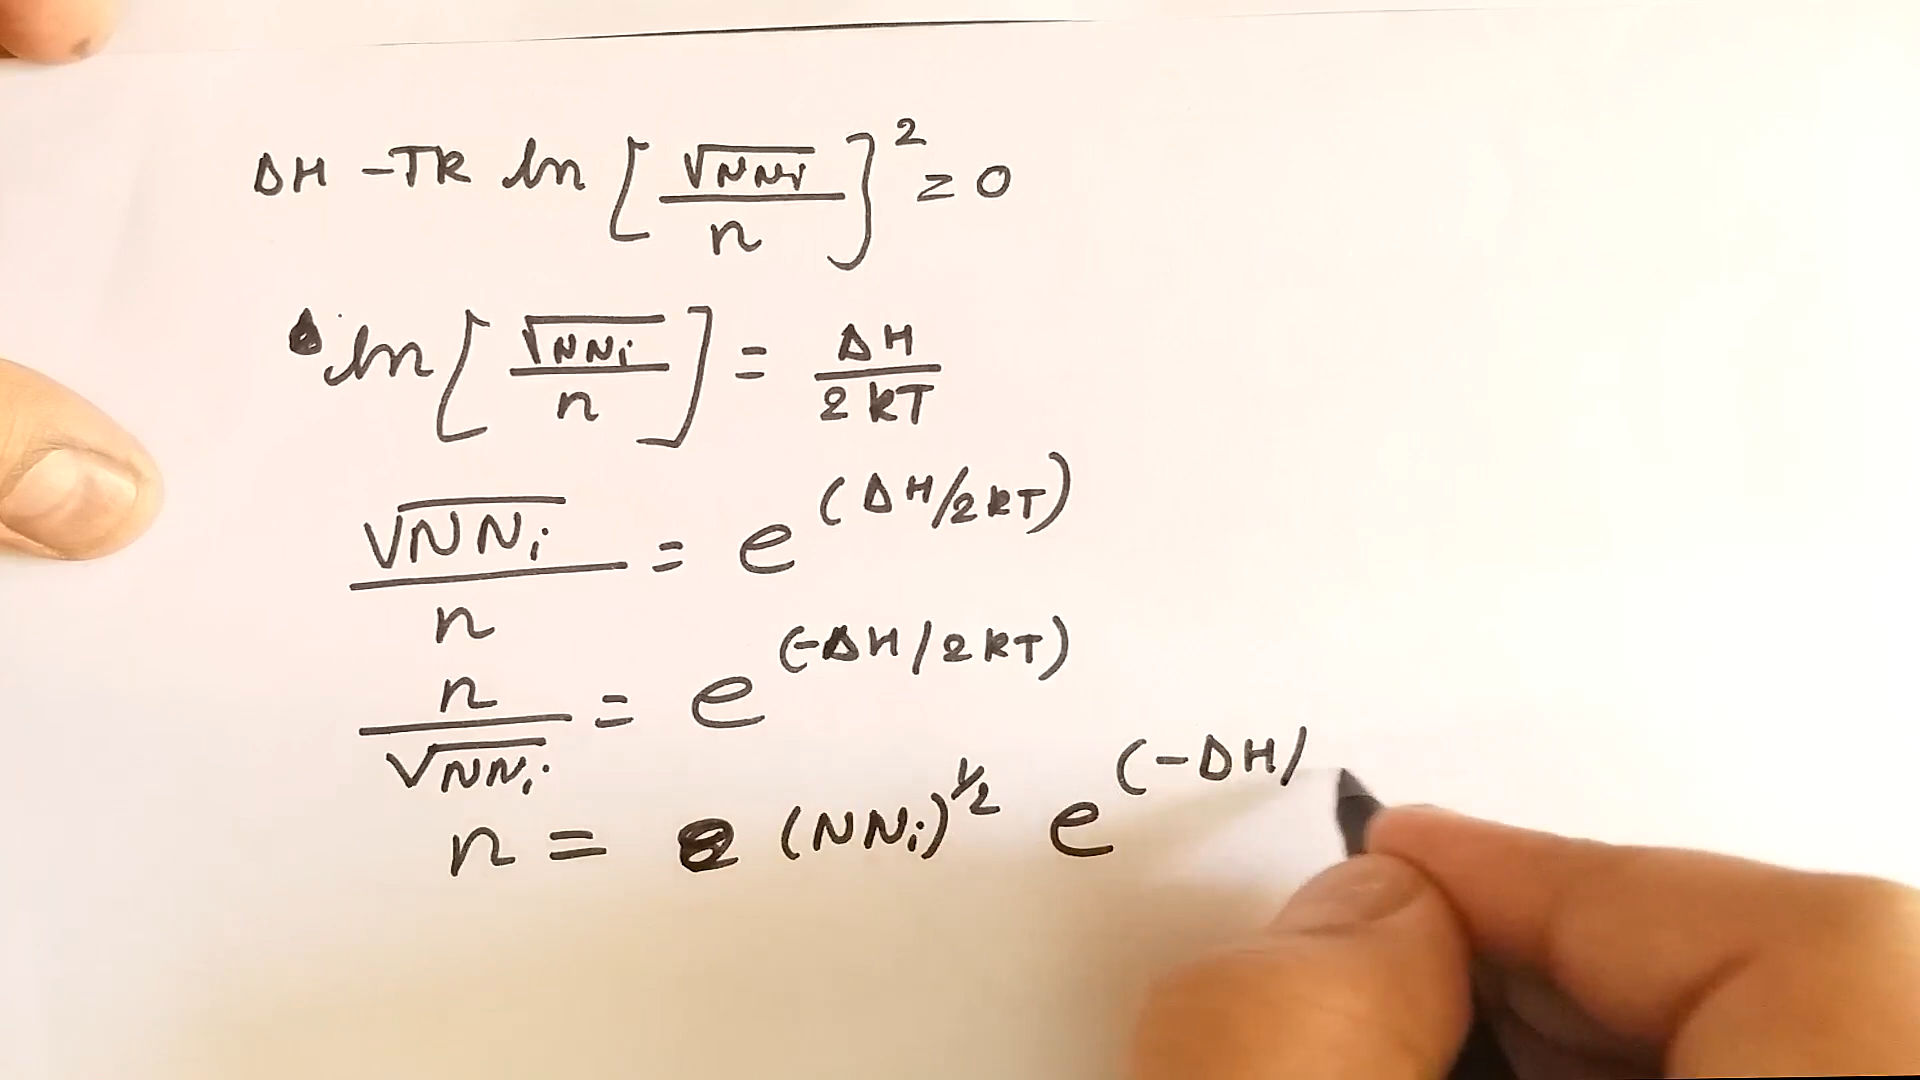 ΔH - TK ln [ √NNi / n ]² = 0
ln [ √NNi / n ] = ΔH / 2kT
√NNi / n = e^(ΔH/2kT)
n / √NNi = e^(-ΔH/2kT)
n = (NNi)^1/2 e^(-ΔH/